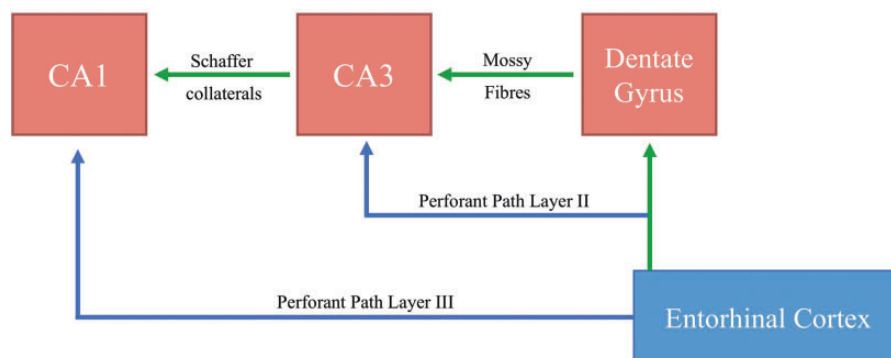 CA1
Schaffer
collaterals
CA3
Mossy
Fibres
Dentate
Gyrus
Perforant Path Layer II
Perforant Path Layer III
Entorhinal Cortex